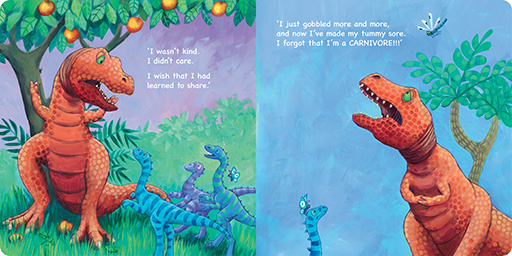 'I wasn't kind.
I didn't care.
I wish that I had
learned to share.'
'I just gobbled more and more,
and now I've made my tummy sore.
I forgot that I'm a CARNIVORE!!!'